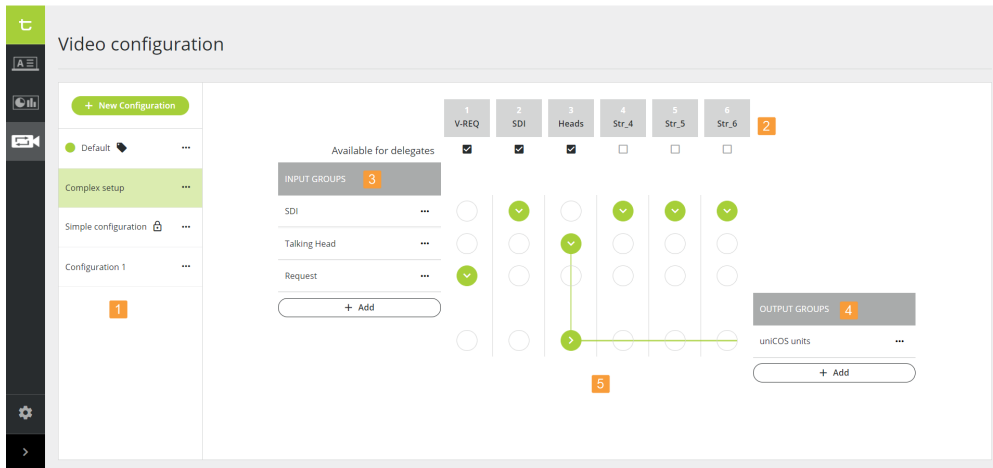 Video configuration
+ New Configuration
Default
Complex setup
Simple configuration
Configuration 1
1
1 2 3 4 5 6
V-REQ SDI Heads Str_4 Str_5 Str_6
2
Available for delegates
INPUT GROUPS 3
SDI
Talking Head
Request
+ Add
OUTPUT GROUPS 4
uniCOS units
+ Add
5